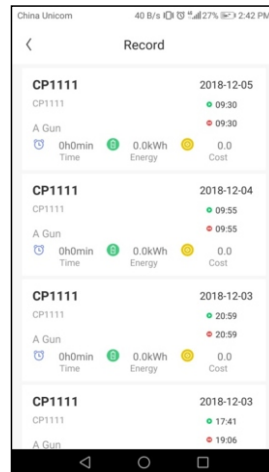 China Unicom 40 B/s 27% 2:42 PM
Record
CP1111 2018-12-05
CP1111 09:30
A Gun 09:30
0h0min 0.0kWh 0.0
Time Energy Cost
CP1111 2018-12-04
CP1111 09:55
A Gun 09:55
0h0min 0.0kWh 0.0
Time Energy Cost
CP1111 2018-12-03
CP1111 20:59
A Gun 20:59
0h0min 0.0kWh 0.0
Time Energy Cost
CP1111 2018-12-03
CP1111 17:41
A Gun 19:06